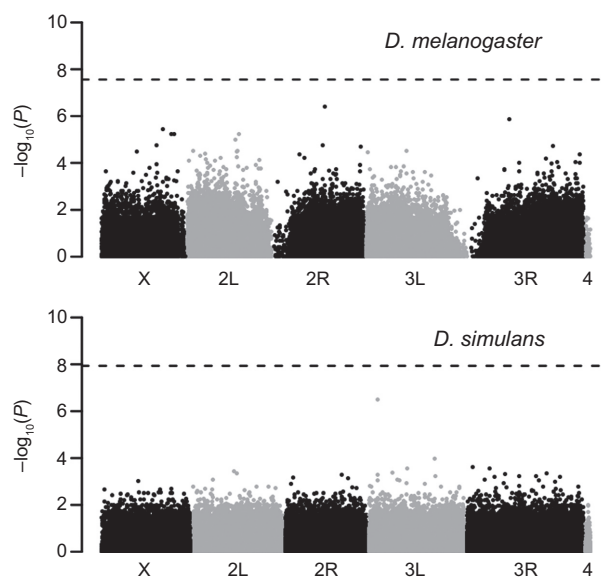 10
D. melanogaster
8
6
4
2
0
–log₁₀(P)
X 2L 2R 3L 3R 4
10
D. simulans
8
6
4
2
0
–log₁₀(P)
X 2L 2R 3L 3R 4